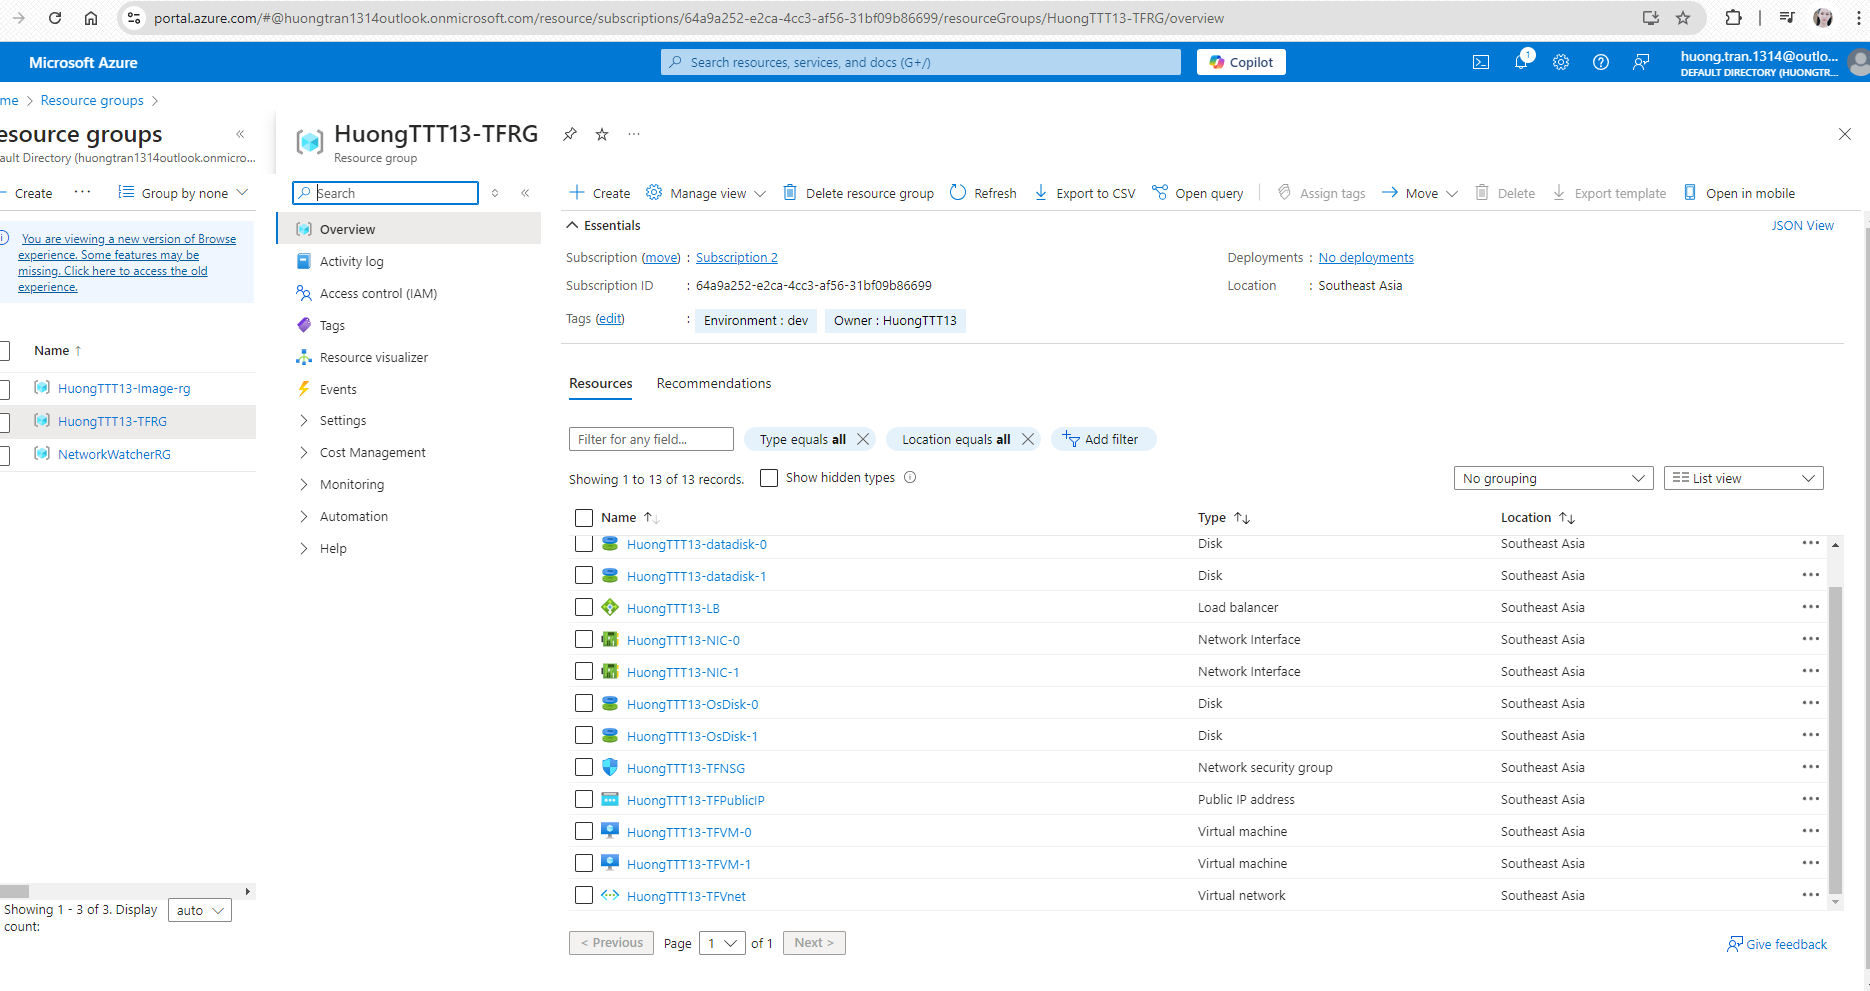 portal.azure.com/#@huongtran1314outlook.onmicrosoft.com/resource/subscriptions/64a9a252-e2ca-4cc3-af56-31bf09b86699/resourceGroups/HuongTTT13-TFRG/overview
Microsoft Azure
Search resources, services, and docs (G+/)
Copilot
1
huong.tran.1314@outlo...
DEFAULT DIRECTORY (HUONGTR...
me > Resource groups >
esource groups
ault Directory (huongtran1314outlook.onmicro...
Create
Group by none
You are viewing a new version of Browse
experience. Some features may be
missing. Click here to access the old
experience.
Name ↑
HuongTTT13-Image-rg
HuongTTT13-TFRG
NetworkWatcherRG
Showing 1 - 3 of 3. Display
count:
auto
HuongTTT13-TFRG
Resource group
Search
Overview
Activity log
Access control (IAM)
Tags
Resource visualizer
Events
Settings
Cost Management
Monitoring
Automation
Help
Create
Manage view
Delete resource group
Refresh
Export to CSV
Open query
Assign tags
Move
Delete
Export template
Open in mobile
Essentials
JSON View
Subscription (move) : Subscription 2
Subscription ID : 64a9a252-e2ca-4cc3-af56-31bf09b86699
Tags (edit) : Environment : dev Owner : HuongTTT13
Deployments : No deployments
Location : Southeast Asia
Resources Recommendations
Filter for any field...
Type equals all
Location equals all
Add filter
Showing 1 to 13 of 13 records.
Show hidden types
No grouping
List view
Name ↑↓ Type ↑↓ Location ↑↓
HuongTTT13-datadisk-0 Disk Southeast Asia
HuongTTT13-datadisk-1 Disk Southeast Asia
HuongTTT13-LB Load balancer Southeast Asia
HuongTTT13-NIC-0 Network Interface Southeast Asia
HuongTTT13-NIC-1 Network Interface Southeast Asia
HuongTTT13-OsDisk-0 Disk Southeast Asia
HuongTTT13-OsDisk-1 Disk Southeast Asia
HuongTTT13-TFNSG Network security group Southeast Asia
HuongTTT13-TFPublicIP Public IP address Southeast Asia
HuongTTT13-TFVM-0 Virtual machine Southeast Asia
HuongTTT13-TFVM-1 Virtual machine Southeast Asia
HuongTTT13-TFVnet Virtual network Southeast Asia
< Previous Page 1 of 1 Next >
Give feedback